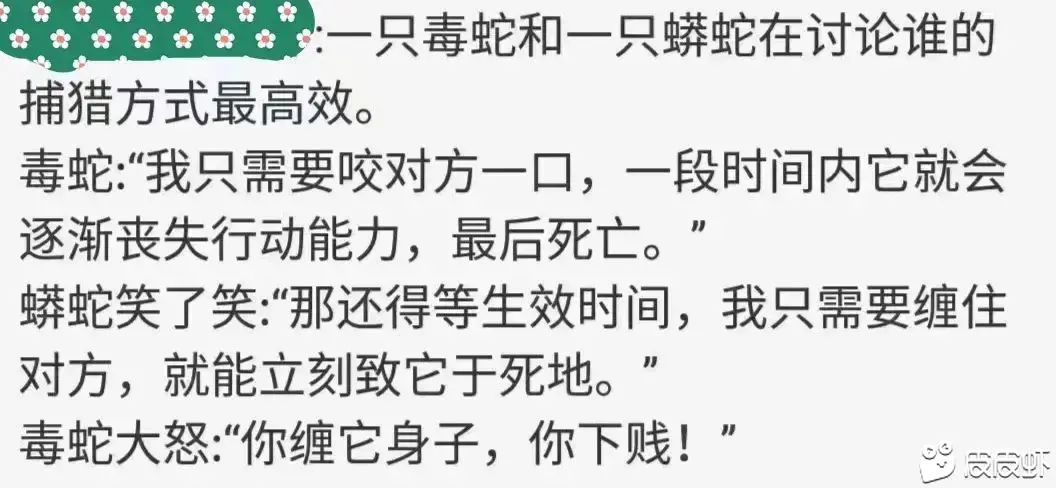 :一只毒蛇和一只蟒蛇在讨论谁的
捕猎方式最高效。
毒蛇:“我只需要咬对方一口，一段时间内它就会
逐渐丧失行动能力，最后死亡。”
蟒蛇笑了笑:“那还得等生效时间，我只需要缠住
对方，就能立刻致它于死地。”
毒蛇大怒:“你缠它身子，你下贱！”
皮皮虾